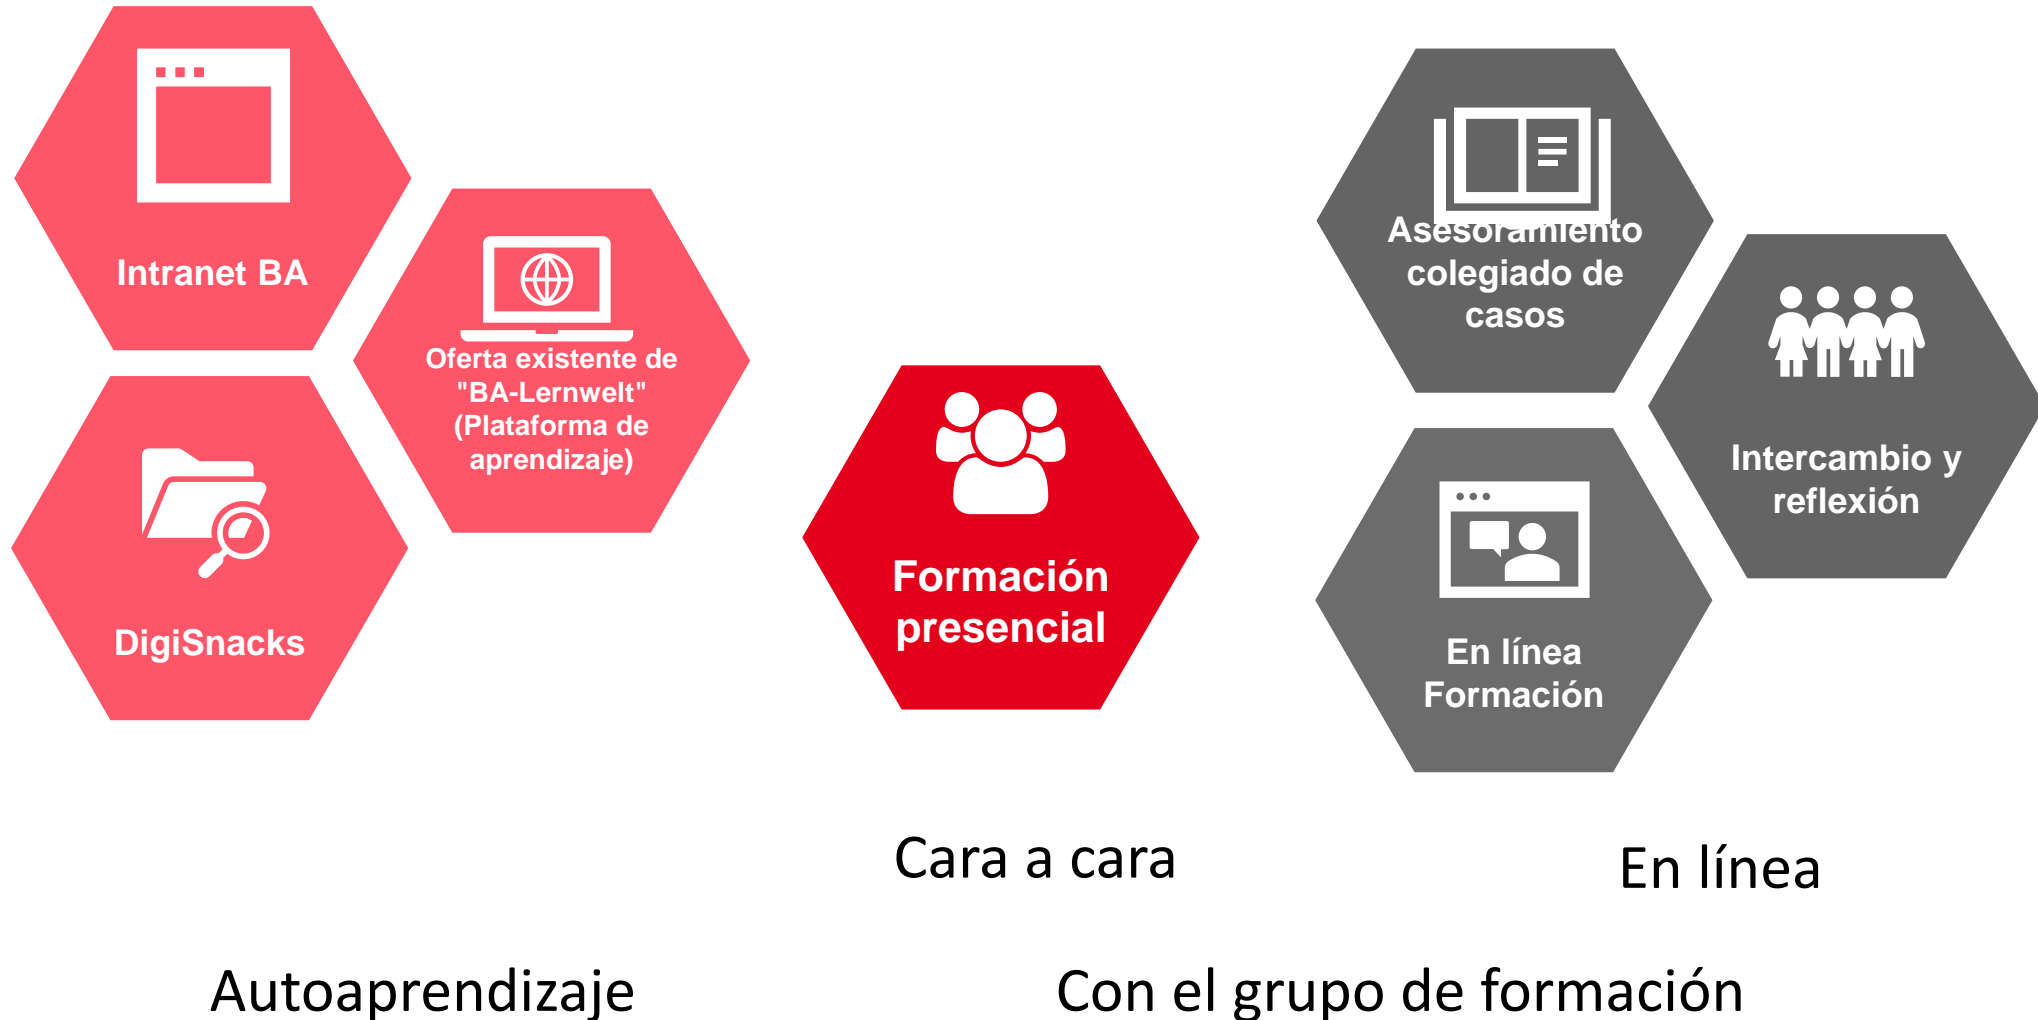 Intranet BA
Oferta existente de
"BA-Lernwelt"
(Plataforma de
aprendizaje)
DigiSnacks
Formación
presencial
Asesoramiento
colegiado de
casos
Intercambio y
reflexión
En línea
Formación
Cara a cara
En línea
Autoaprendizaje
Con el grupo de formación